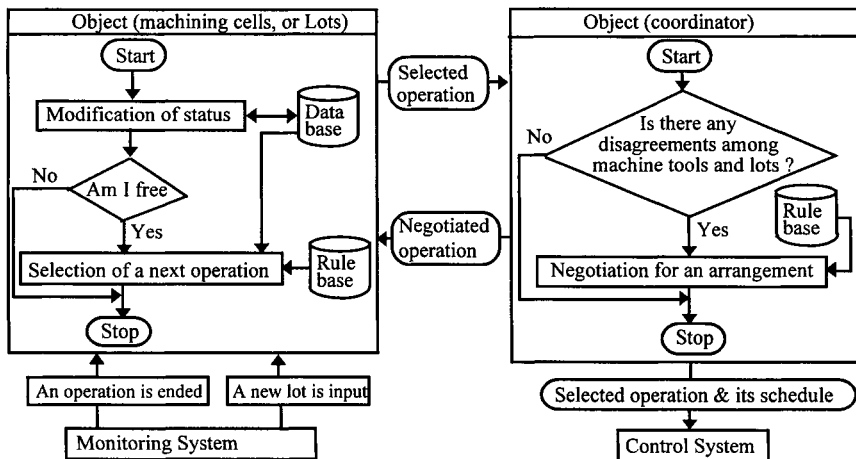 Object (machining cells, or Lots)
Start
Modification of status
Data
base
No
Am I free
Yes
Selection of a next operation
Rule
base
Stop
An operation is ended
A new lot is input
Monitoring System
Selected
operation
Negotiated
operation
Object (coordinator)
Start
No
Is there any
disagreements among
machine tools and lots ?
Rule
base
Yes
Negotiation for an arrangement
Stop
Selected operation & its schedule
Control System